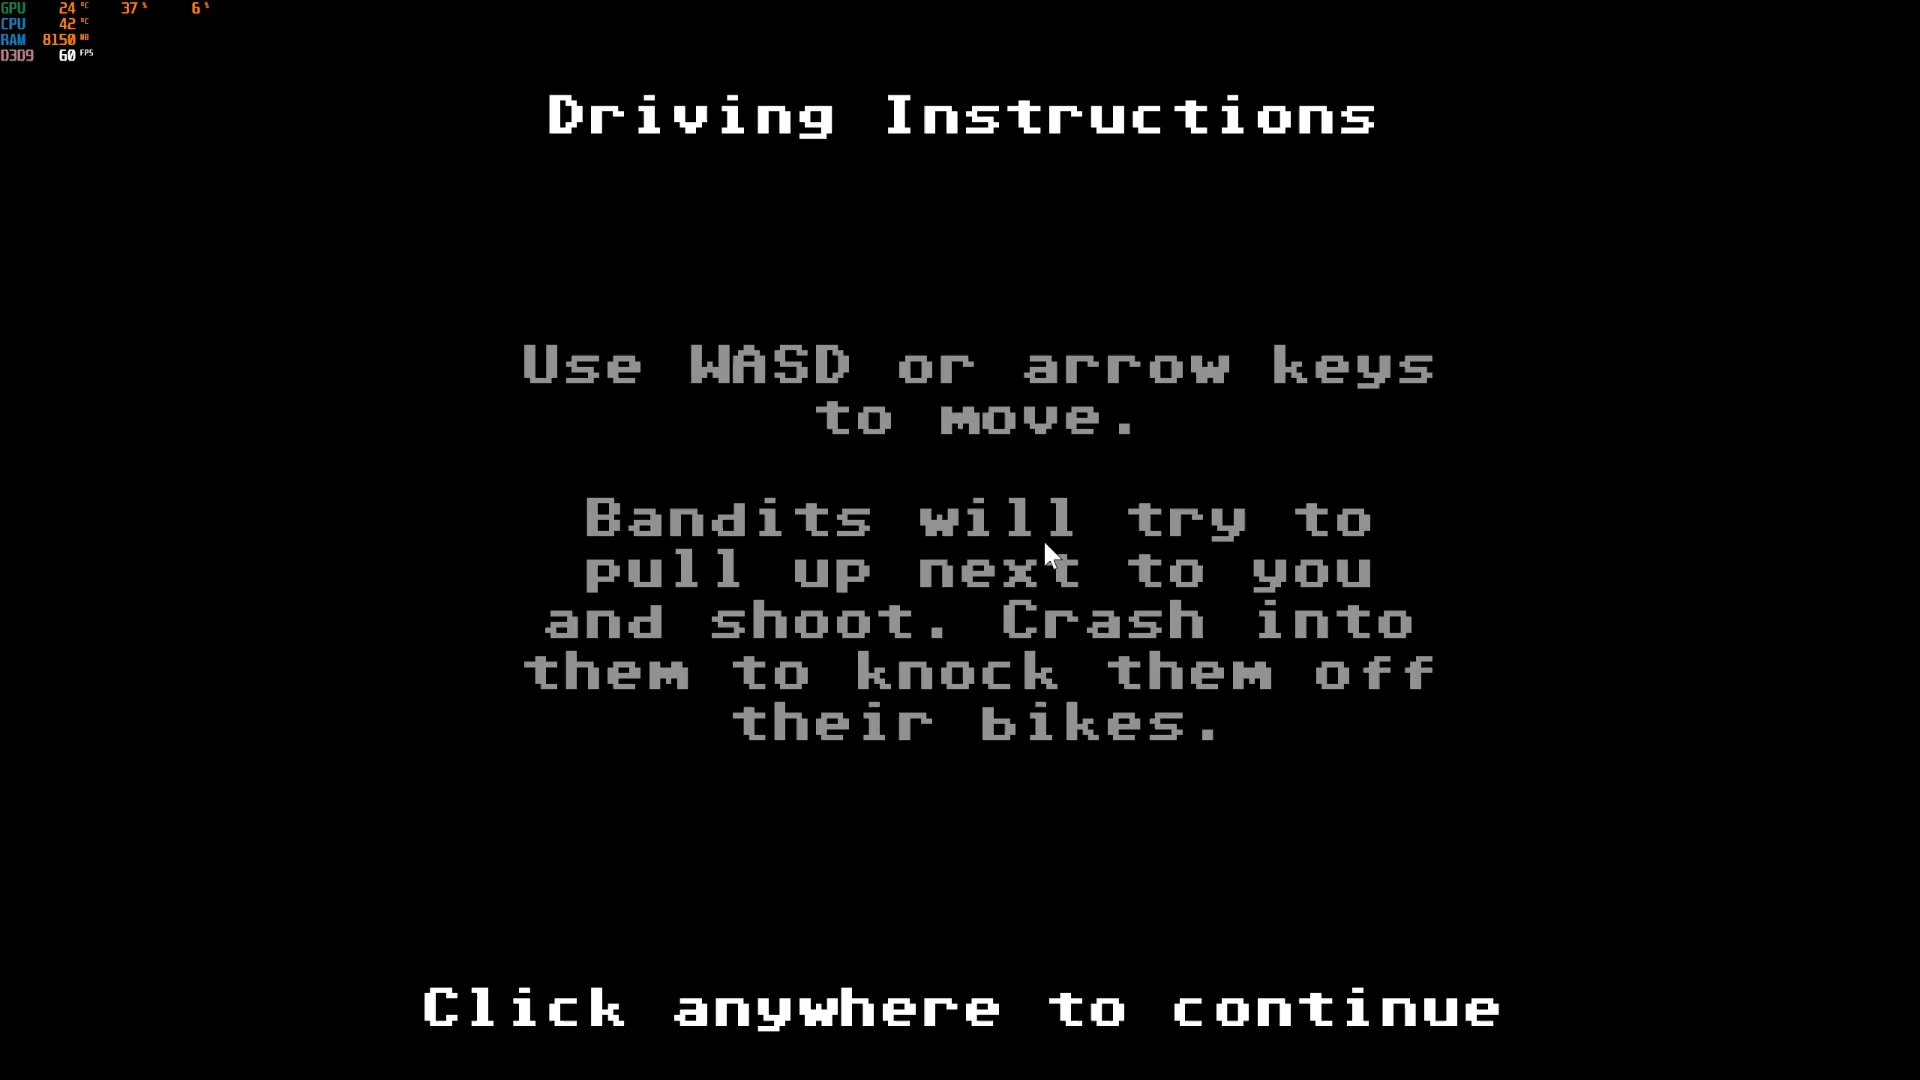 GPU 24 °C 37 % 6 %
CPU 42 °C
RAM 8150 MB
D3D9 60 FPS
Driving Instructions
Use WASD or arrow keys
to move.
Bandits will try to
pull up next to you
and shoot. Crash into
them to knock them off
their bikes.
Click anywhere to continue